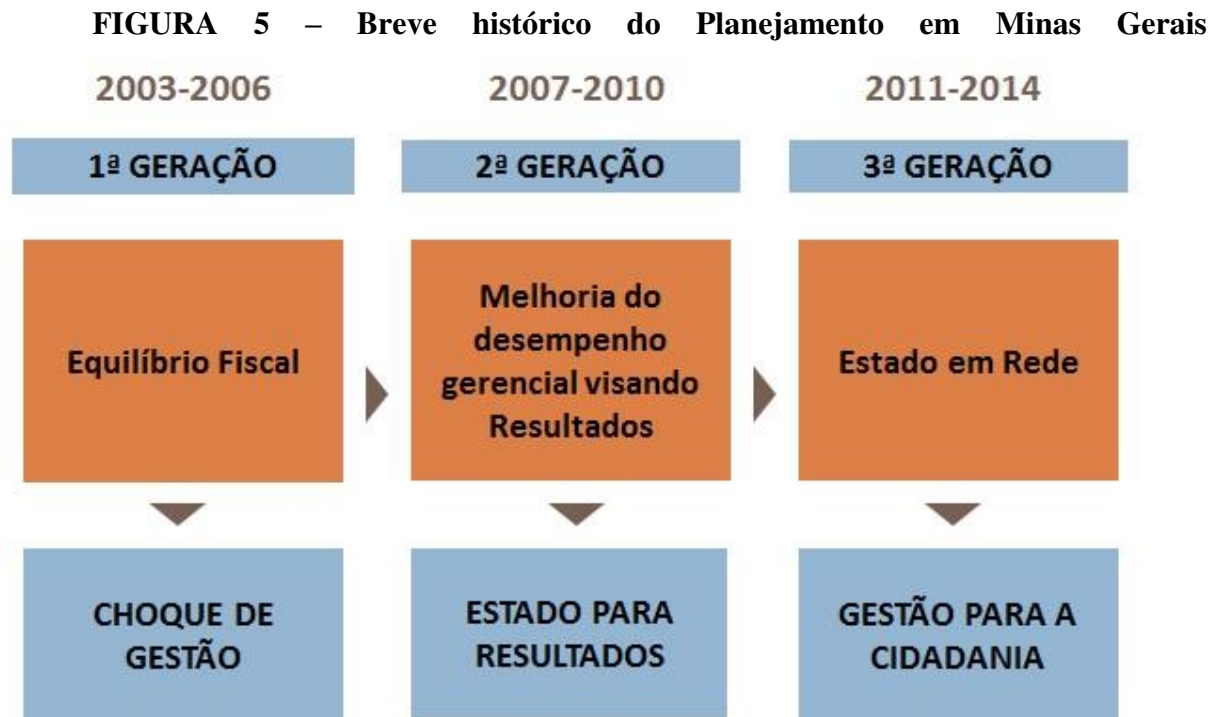 FIGURA 5 – Breve histórico do Planejamento em Minas Gerais
2003-2006
2007-2010
2011-2014
1ª GERAÇÃO
2ª GERAÇÃO
3ª GERAÇÃO
Equilíbrio Fiscal
Melhoria do
desempenho
gerencial visando
Resultados
Estado em Rede
CHOQUE DE
GESTÃO
ESTADO PARA
RESULTADOS
GESTÃO PARA A
CIDADANIA